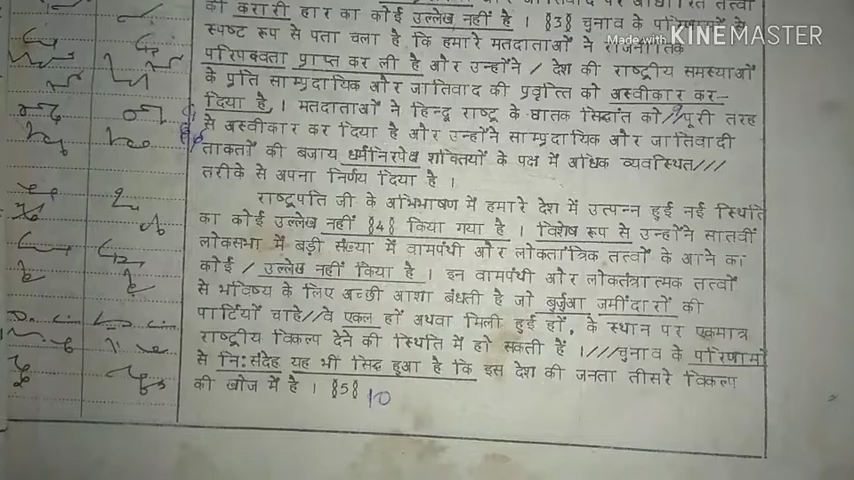 की करारी हार का कोई उल्लेख नहीं है । §3§ चुनाव के परिणामों से
स्पष्ट रूप से पता चला है, कि हमारे मतदाताओं ने राजनीतिक
Made with KINEMASTER
परिपक्वता प्राप्त कर ली है और उन्होंने / देश की राष्ट्रीय समस्याओं
के प्रति साम्प्रदायिक और जातिवाद की प्रवृत्ति को अस्वीकार कर-
दिया है, । मतदाताओं ने हिन्दू राष्ट्र के घातक सिद्धांत को // पूरी तरह
से अस्वीकार कर दिया है और उन्होंने साम्प्रदायिक और जातिवादी
ताकतों की बजाय धर्मनिरपेक्ष शक्तियों के पक्ष में अधिक व्यवस्थित///
तरीके से अपना निर्णय दिया है ।
राष्ट्रपति जी के अभिभाषण में हमारे देश में उत्पन्न हुई नई स्थिति
का कोई उल्लेख नहीं §4§ किया गया है । विशेष रूप से उन्होंने सातवीं
लोकसभा में बड़ी संख्या में वामपंथी और लोकतांत्रिक तत्वों के आने का
कोई / उल्लेख नहीं किया है । इन वामपंथी और लोकतंत्रात्मक तत्वों
से भविष्य के लिए अच्छी आशा बंधती है जो बुर्जुआ जमींदारों की
पार्टियों चाहे//वे एकल हों अथवा मिली हुई हों, के स्थान पर एकमात्र
राष्ट्रीय विकल्प देने की स्थिति में हो सकती हैं ।///चुनाव के परिणामों
से नि:संदेह यह भी सिद्ध हुआ है कि इस देश की जनता तीसरे विकल्प
की खोज में है । §5§ 10